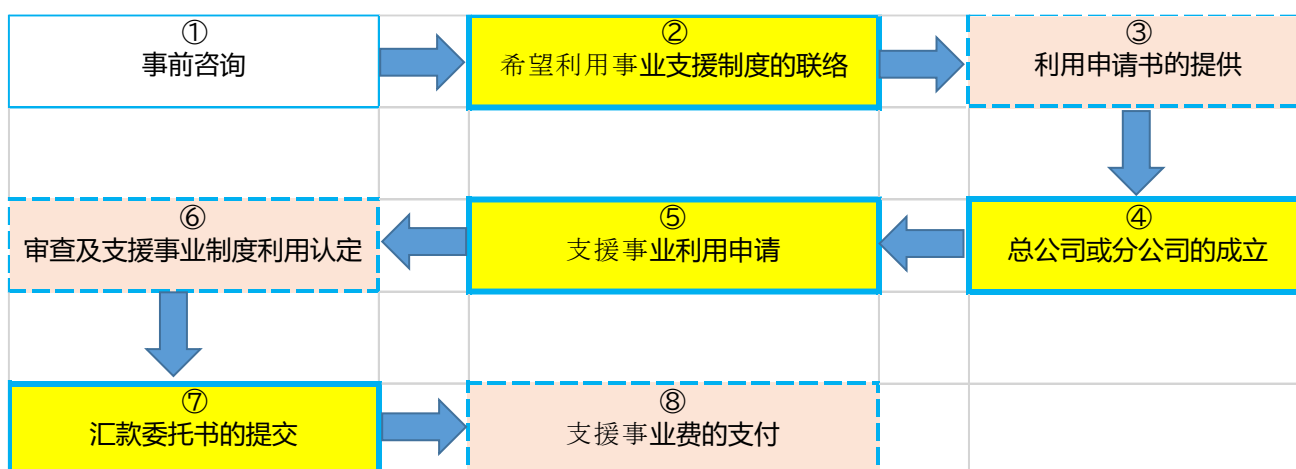 ①
事前咨询
②
希望利用事业支援制度的联络
③
利用申请书的提供
④
总公司或分公司的成立
⑤
支援事业利用申请
⑥
审查及支援事业制度利用认定
⑦
汇款委托书的提交
⑧
支援事业费的支付